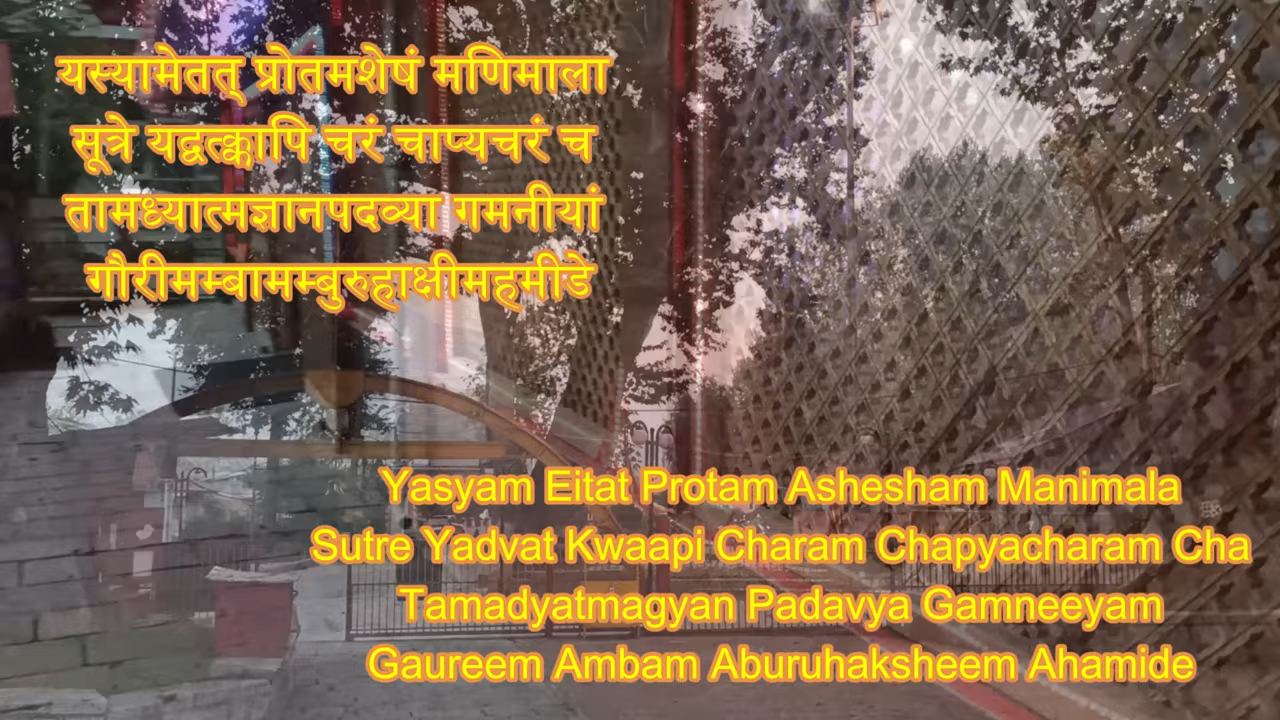 यस्यामेतत् प्रोतमशेषं मणिमाला
सूत्रे यद्वत्क्कापि चरं चाप्यचरं च
तामध्यात्मज्ञानपदव्या गमनीयां
गौरीमम्बामम्बुरुहाक्षीमहमीडे
Yasyam Eitat Protam Ashesham Manimala
Sutre Yadvat Kwaapi Charam Chapyacharam Cha
Tamadyatmagyan Padavya Gamneeyam
Gaureem Ambam Aburuhaksheem Ahamide